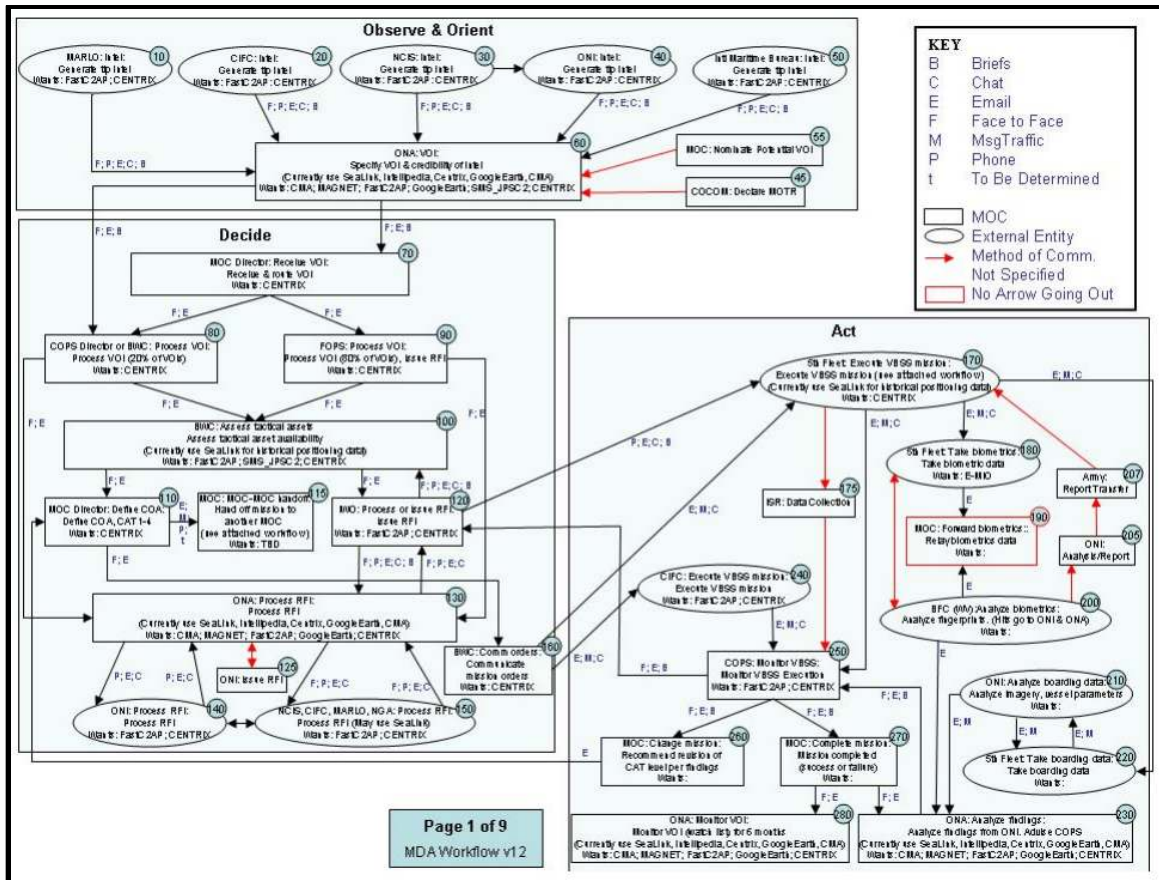 Observe & Orient
MARLO: Intel:
Generate tip Intel
Wants: FastC2AP; CENTRIX
10
CIFC: Intel:
Generate tip Intel
Wants: FastC2AP; CENTRIX
20
NCIS: Intel:
Generate tip Intel
Wants: FastC2AP; CENTRIX
30
ONI: Intel:
Generate tip Intel
Wants: FastC2AP; CENTRIX
40
Intl Maritime Bureau: Intel:
Generate tip Intel
Wants: FastC2AP; CENTRIX
50
F; P; E;C; B
F; P; E;C; B
F; P; E;C; B
F; P; E;C; B
F; P; E;C; B
ONA: VOI:
Specify VOI & credibility of Intel
(Currently use SeaLink, Intellipedia, Centrix, GoogleEarth, CMA)
Wants: CMA; MAGNET; FastC2AP; GoogleEarth; SMS_JPSC2; CENTRIX
60
MOC: Nominate Potential VOI
55
COCOM: Declare MOTR
45
KEY
B Briefs
C Chat
E Email
F Face to Face
M MsgTraffic
P Phone
t To Be Determined
MOC
External Entity
Method of Comm.
Not Specified
No Arrow Going Out
F; E; B
F; E; B
Decide
MOC Director: Receive VOI:
Receive & route VOI
Wants: CENTRIX
70
F; E
F; E
COPS Director or BWC: Process VOI:
Process VOI (20% of VOIs)
Wants: CENTRIX
80
FOPS: Process VOI:
Process VOI (80% of VOIs), Issue RFI
Wants: CENTRIX
90
F; E
F; E
F; E
F; E
BWC: Assess tactical assets
Assess tactical asset availability
(Currently use SeaLink for historical positioning data)
Wants: FastC2AP; SMS_JPSC2; CENTRIX
100
F; E
F; P; E;C; B
MOC Director: Define COA:
Define COA, CAT 1-4
Wants: CENTRIX
110
E;
M;
P;
t
MOC: MOC-MOC handoff:
Hand off mission to
another MOC
(see attached workflow)
Wants: TBD
115
IWO: Process or Issue RFI:
Issue RFI
Wants: FastC2AP; CENTRIX
120
F; E
F; P; E;C; B
F; P; E;C; B
ONA: Process RFI:
Process RFI
(Currently use SeaLink, Intellipedia, Centrix, GoogleEarth, CMA)
Wants: CMA; MAGNET; FastC2AP; GoogleEarth; CENTRIX
130
P; E;C
P; E;C
ONI: Issue RFI
125
F; P; E;C
F; P; E;C
BWC: Comm orders:
Communicate
mission orders
Wants: CENTRIX
160
ONI: Process RFI:
Process RFI
Wants: FastC2AP; CENTRIX
140
NCIS, CIFC, MARLO, NGA: Process RFI:
Process RFI (May use SeaLink)
Wants: FastC2AP; CENTRIX
150
Act
5th Fleet: Execute VBSS mission:
Execute VBSS mission (see attached workflow)
(Currently use SeaLink for historical positioning data)
Wants: CENTRIX
170
E; M; C
P; E;C; B
E; M; C
E; M; C
E; M; C
5th Fleet: Take biometrics:
Take biometric data
Wants: E-MIO
180
ISR: Data Collection
175
Army:
Report Transfer
207
E
MOC: Forward biometrics::
Relay biometrics data
Wants:
190
ONI:
Analysis/Report
205
CIFC: Execute VBSS mission:
Execute VBSS mission
Wants: FastC2AP; CENTRIX
240
E
BFC (WV): Analyze biometrics:
Analyze fingerprints. (Hits go to ONI & ONA)
Wants:
200
E; M; C
E; M; C
E
COPS: Monitor VBSS:
Monitor VBSS Execution
Wants: FastC2AP; CENTRIX
250
F; E; B
F; E; B
ONI: Analyze boarding data:
Analyze imagery, vessel parameters
Wants:
210
F; E; B
F; E; B
E; M
E; M
E; M
E
MOC: Change mission:
Recommend revision of
CAT level per findings
Wants:
260
MOC: Complete mission:
Mission completed
(success or failure)
Wants:
270
5th Fleet: Take boarding data:
Take boarding data
Wants:
220
F; E
F; E
ONA: Monitor VOI:
Monitor VOI (watch list) for 6 months
(Currently use SeaLink, Intellipedia, Centrix, GoogleEarth, CMA)
Wants: CMA; MAGNET; FastC2AP; GoogleEarth; CENTRIX
280
ONA: Analyze findings:
Analyze findings from ONI. Advise COPS
(Currently use SeaLink, Intellipedia, Centrix, GoogleEarth, CMA)
Wants: CMA; MAGNET; FastC2AP; GoogleEarth; CENTRIX
230
Page 1 of 9
MDA Workflow v12